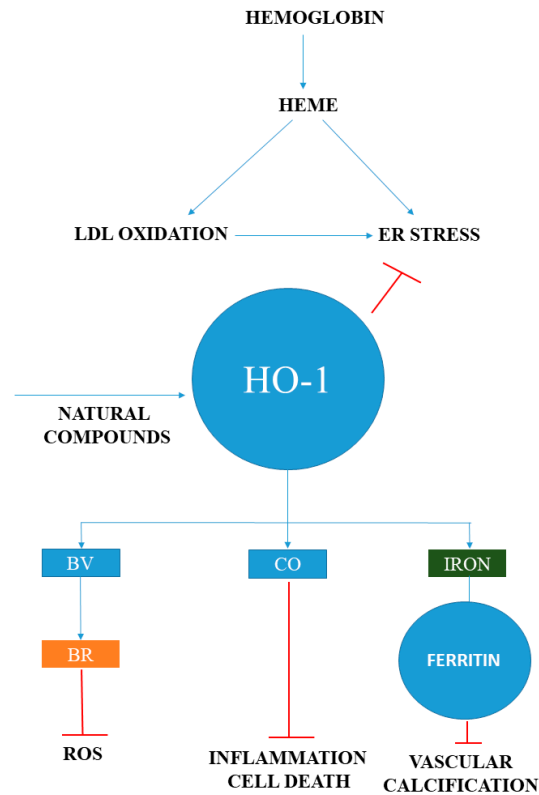 HEMOGLOBIN
HEME
LDL OXIDATION
ER STRESS
HO-1
NATURAL
COMPOUNDS
BV
CO
IRON
BR
FERRITIN
ROS
INFLAMMATION
CELL DEATH
VASCULAR
CALCIFICATION